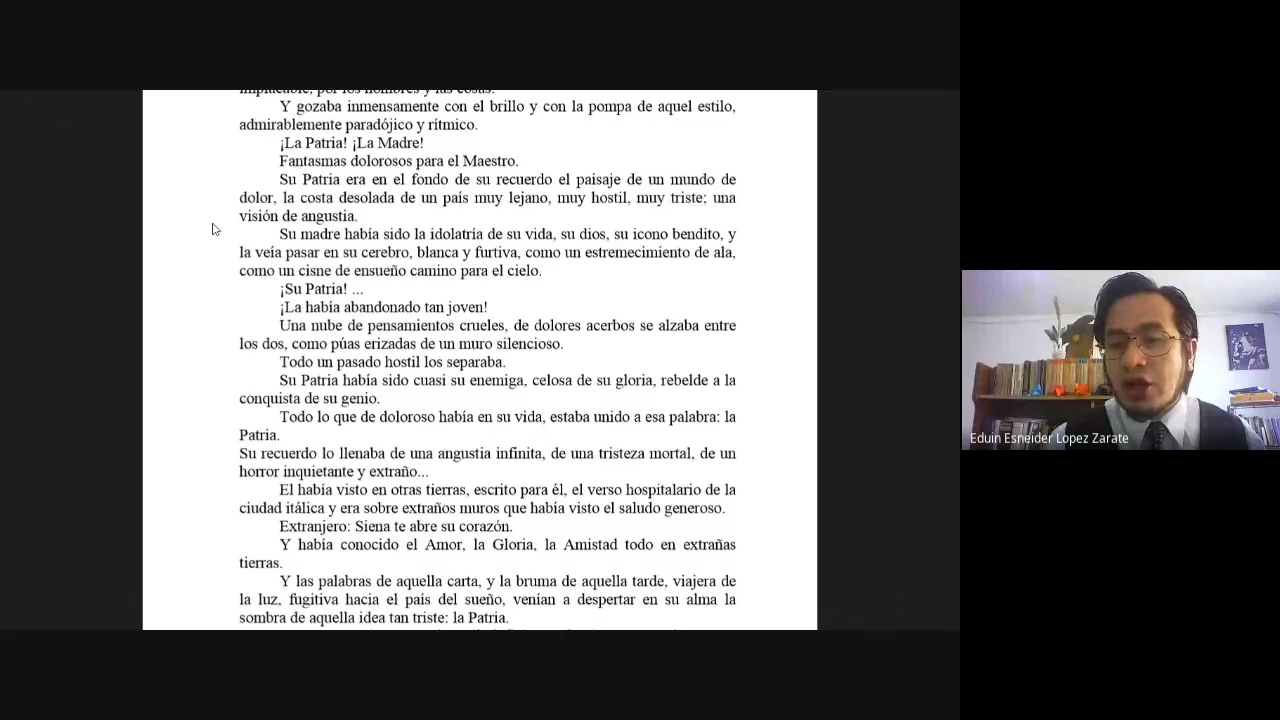 implacable, por los hombres y las cosas.
Y gozaba inmensamente con el brillo y con la pompa de aquel estilo,
admirablemente paradójico y rítmico.
¡La Patria! ¡La Madre!
Fantasmas dolorosos para el Maestro.
Su Patria era en el fondo de su recuerdo el paisaje de un mundo de
dolor, la costa desolada de un país muy lejano, muy hostil, muy triste; una
visión de angustia.
Su madre había sido la idolatria de su vida, su dios, su icono bendito, y
la veía pasar en su cerebro, blanca y furtiva, como un estremecimiento de ala,
como un cisne de ensueño camino para el cielo.
¡Su Patria! ...
¡La había abandonado tan joven!
Una nube de pensamientos crueles, de dolores acerbos se alzaba entre
los dos, como púas erizadas de un muro silencioso.
Todo un pasado hostil los separaba.
Su Patria había sido cuasi su enemiga, celosa de su gloria, rebelde a la
conquista de su genio.
Todo lo que de doloroso había en su vida, estaba unido a esa palabra: la
Patria.
Su recuerdo lo llenaba de una angustia infinita, de una tristeza mortal, de un
horror inquietante y extraño...
El había visto en otras tierras, escrito para él, el verso hospitalario de la
ciudad itálica y era sobre extraños muros que había visto el saludo generoso.
Extranjero: Siena te abre su corazón.
Y había conocido el Amor, la Gloria, la Amistad todo en extrañas
tierras.
Y las palabras de aquella carta, y la bruma de aquella tarde, viajera de
la luz, fugitiva hacia el país del sueño, venían a despertar en su alma la
sombra de aquella idea tan triste: la Patria.
Eduin Esneider Lopez Zarate